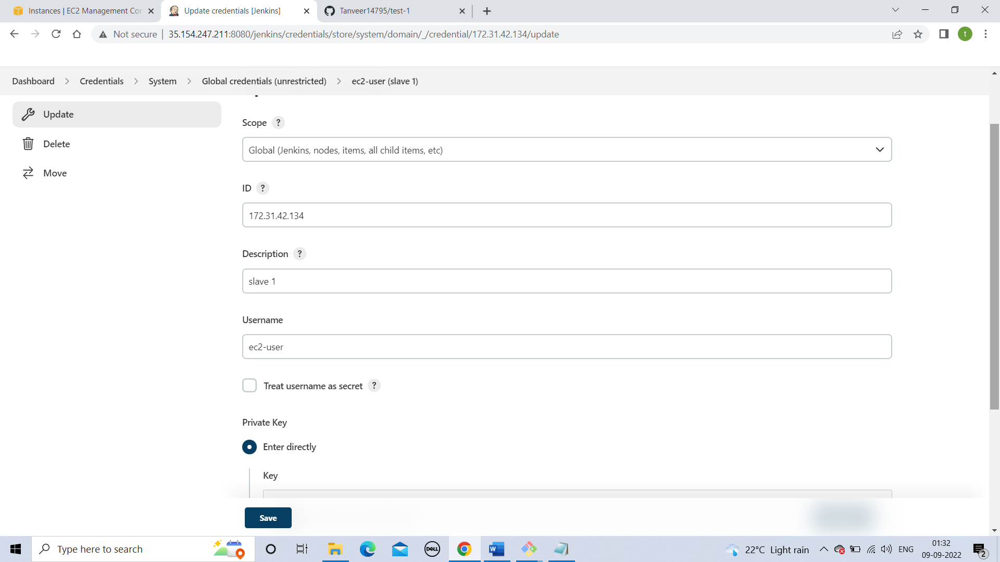 Instances | EC2 Management Con
Update credentials [Jenkins]
Tanveer14795/test-1
Not secure
35.154.247.211:8080/jenkins/credentials/store/system/domain/_/credential/172.31.42.134/update
t
Dashboard
Credentials
System
Global credentials (unrestricted)
ec2-user (slave 1)
Update
Delete
Move
Scope ?
Global (Jenkins, nodes, items, all child items, etc)
ID ?
172.31.42.134
Description ?
slave 1
Username
ec2-user
Treat username as secret ?
Private Key
Enter directly
Key
Save
Type here to search
DELL
W
22°C Light rain
ENG
01:32
09-09-2022
2